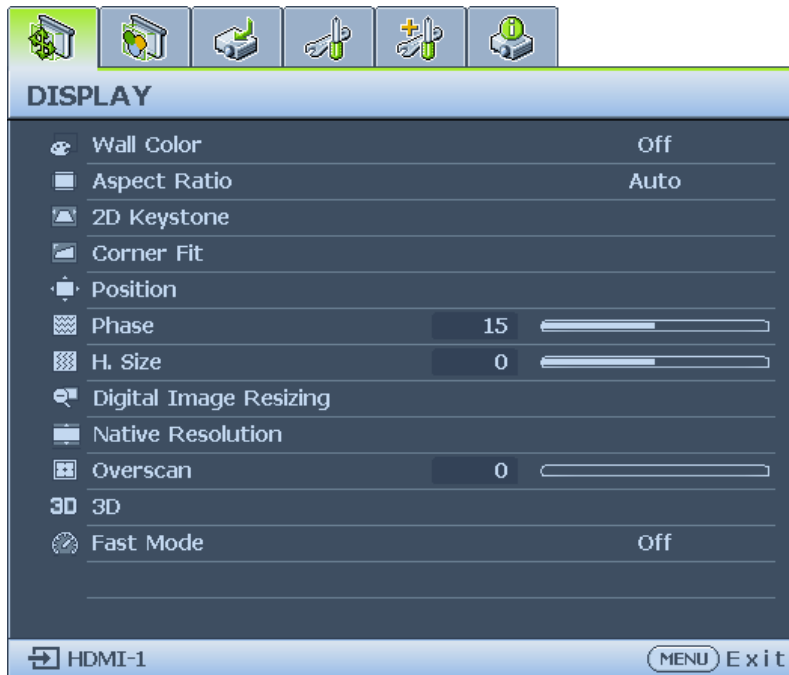 DISPLAY
Wall Color Off
Aspect Ratio Auto
2D Keystone
Corner Fit
Position
Phase 15
H. Size 0
Digital Image Resizing
Native Resolution
Overscan 0
3D 3D
Fast Mode Off
HDMI-1 MENU Exit